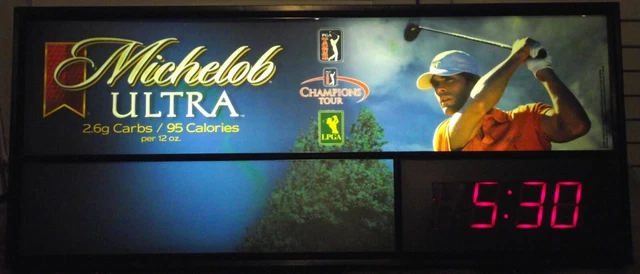 Michelob
ULTRA
2.6g Carbs / 95 Calories
per 12 oz.
CHAMPIONS
TOUR
LPGA
5:30